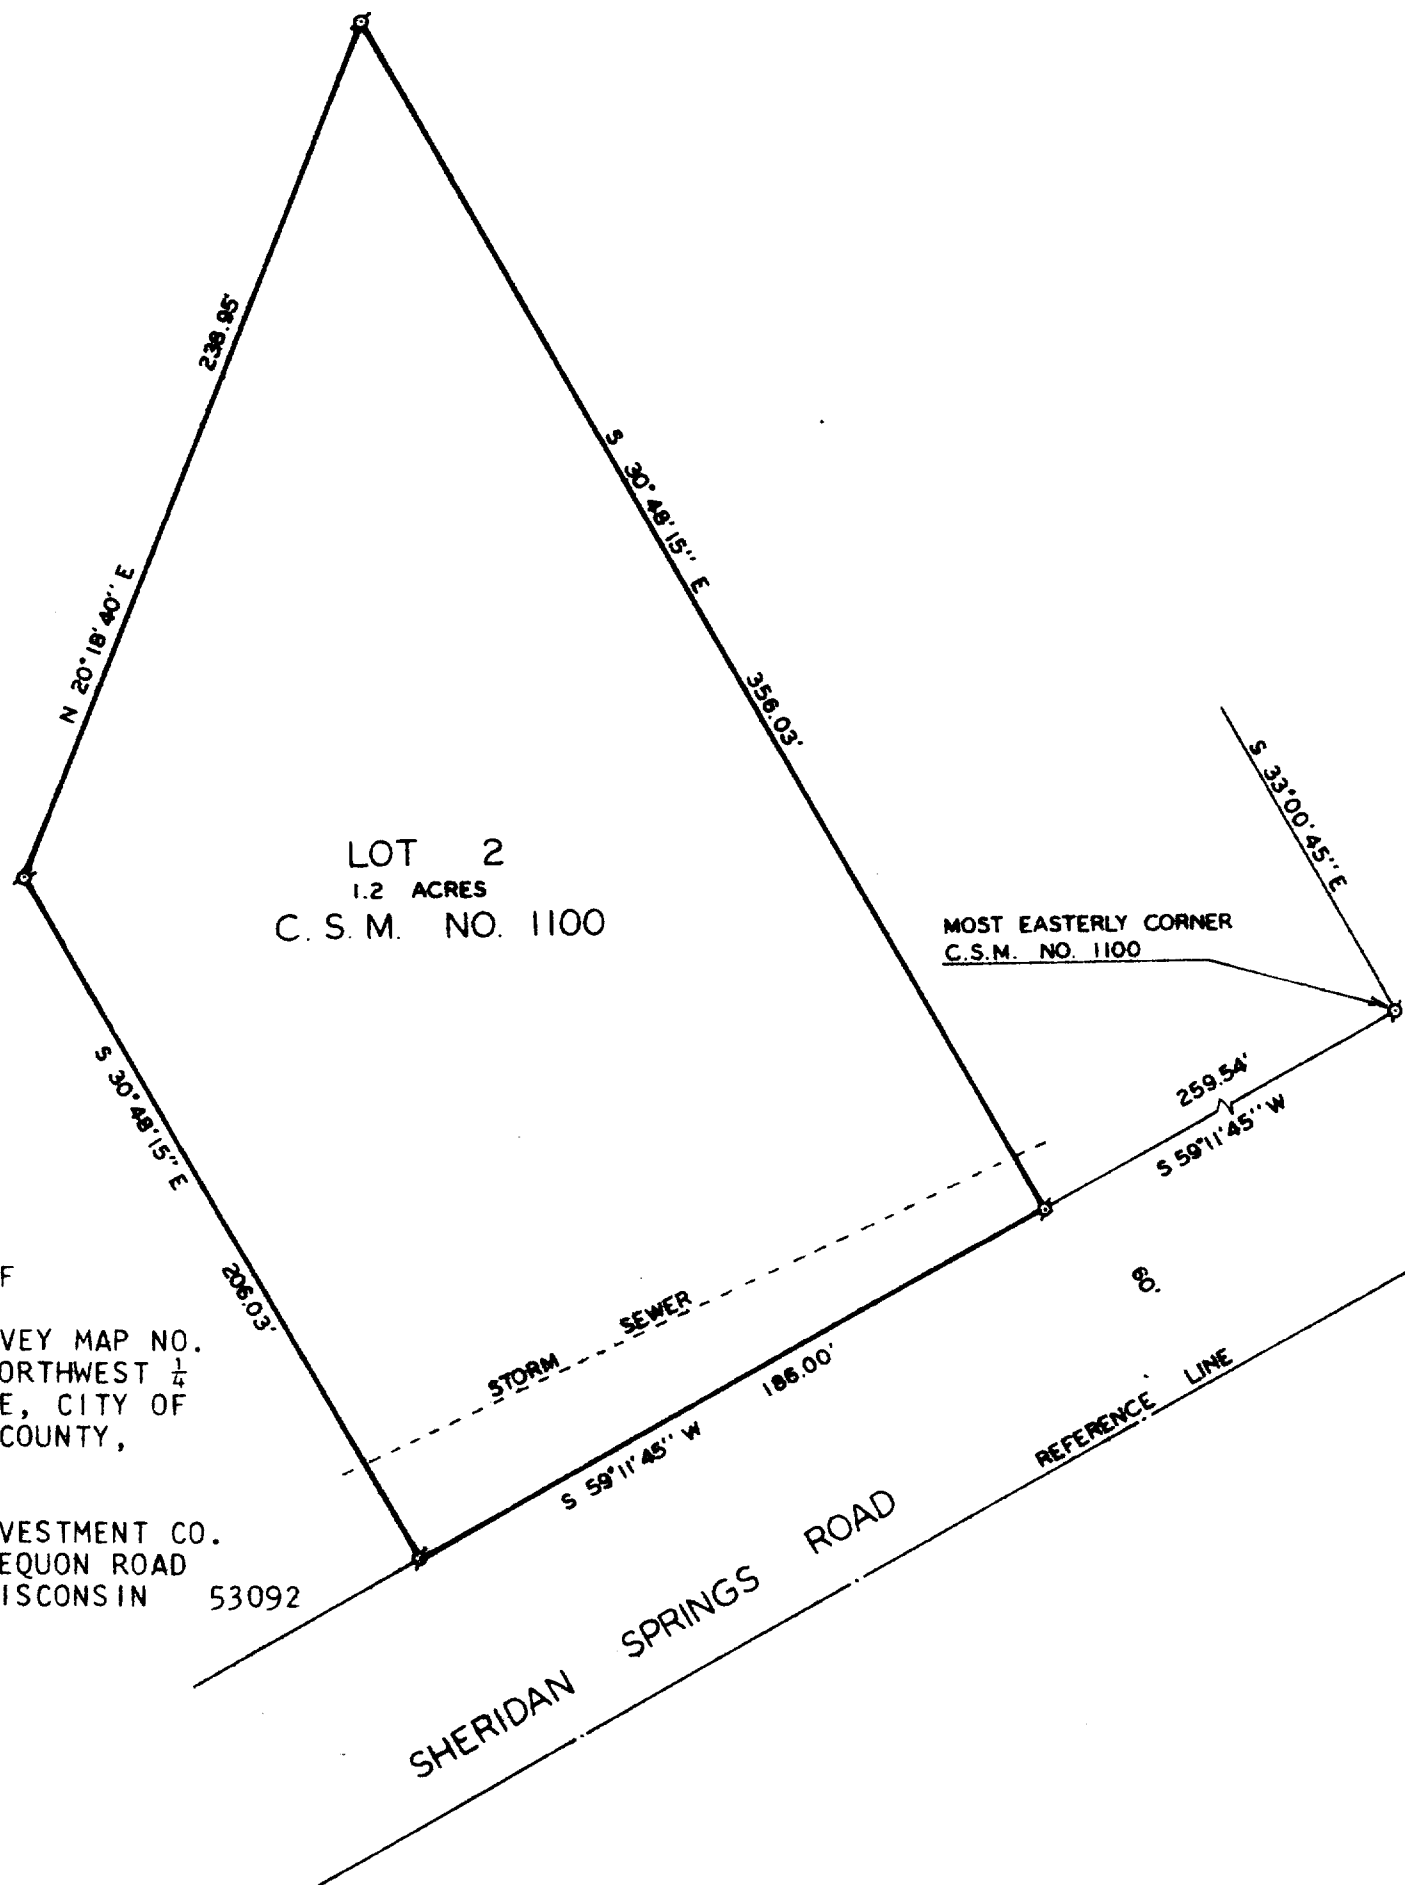 238.95'
N 20°18'40" E
S 30°48'15" E
356.03'
S 33°00'45" E
LOT 2
1.2 ACRES
C.S.M. NO. 1100
MOST EASTERLY CORNER
C.S.M. NO. 1100
259.54'
S 59°11'45" W
S 30°48'15" E
206.03'
STORM SEWER
186.00'
S 59°11'45" W
60'
REFERENCE LINE
SHERIDAN SPRINGS ROAD
F
VEY MAP NO.
ORTHWEST ¼
E, CITY OF
COUNTY,
VESTMENT CO.
EQUON ROAD
ISCONSIN 53092